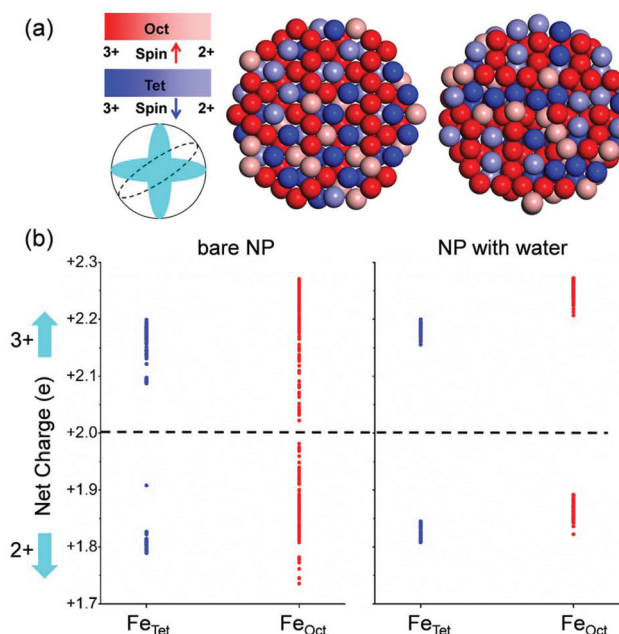 (a)
Oct
3+ Spin ↑ 2+
Tet
3+ Spin ↓ 2+
(b)
bare NP NP with water
+2.3
+2.2
3+
+2.1
Net Charge (e)
+2.0
+1.9
2+
+1.8
+1.7
FeTet FeOct FeTet FeOct